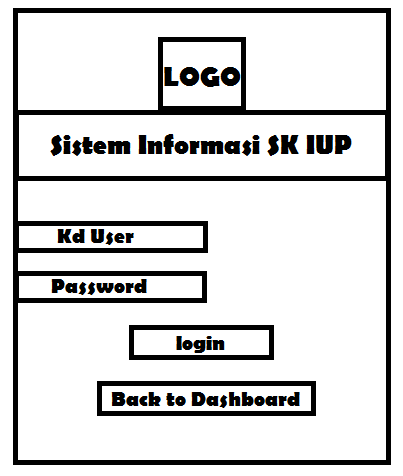 LOGO
Sistem Informasi SK IUP
Kd User
Password
login
Back to Dashboard